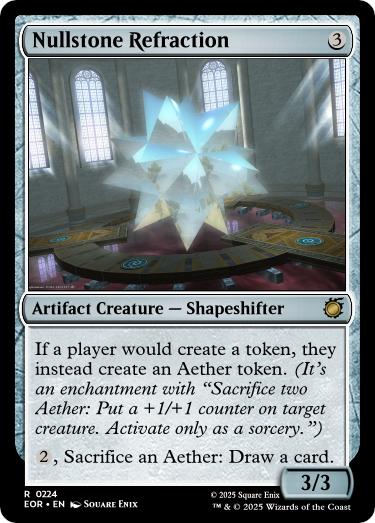 Nullstone Refraction 3
Artifact Creature — Shapeshifter
If a player would create a token, they
instead create an Aether token. (It's
an enchantment with "Sacrifice two
Aether: Put a +1/+1 counter on target
creature. Activate only as a sorcery.")
2, Sacrifice an Aether: Draw a card.
3/3
R 0224
EOR • EN SQUARE ENIX
© 2025 Square Enix
™ & © 2025 Wizards of the Coast